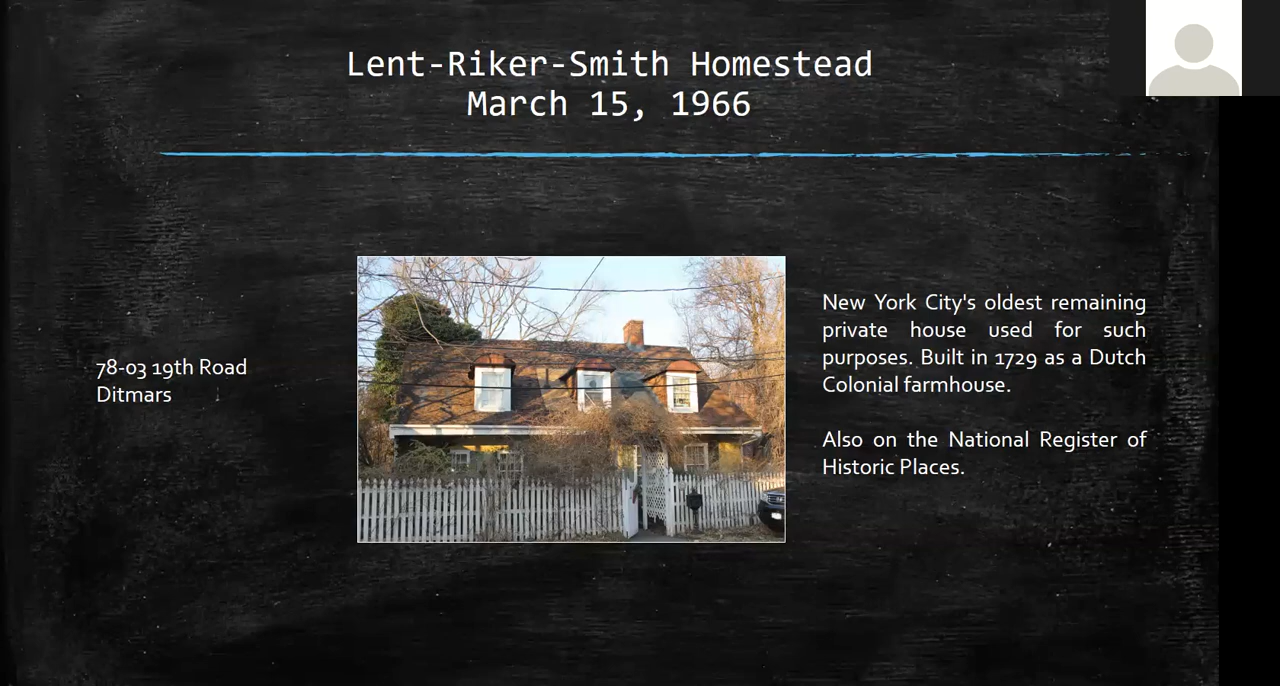 Lent-Riker-Smith Homestead
March 15, 1966
78-03 19th Road
Ditmars
New York City's oldest remaining
private house used for such
purposes. Built in 1729 as a Dutch
Colonial farmhouse.
Also on the National Register of
Historic Places.